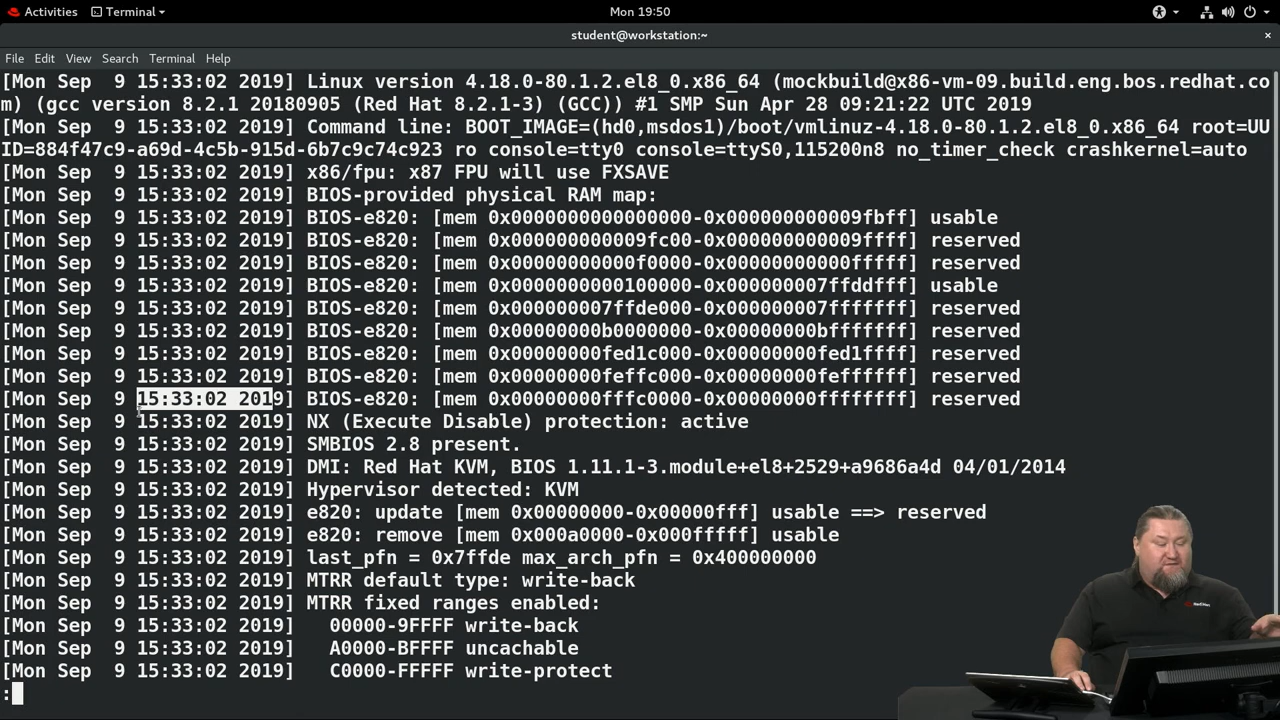 Activities Terminal Mon 19:50
student@workstation:~ ×
File Edit View Search Terminal Help
[Mon Sep  9 15:33:02 2019] Linux version 4.18.0-80.1.2.el8_0.x86_64 (mockbuild@x86-vm-09.build.eng.bos.redhat.co
m) (gcc version 8.2.1 20180905 (Red Hat 8.2.1-3) (GCC)) #1 SMP Sun Apr 28 09:21:22 UTC 2019
[Mon Sep  9 15:33:02 2019] Command line: BOOT_IMAGE=(hd0,msdos1)/boot/vmlinuz-4.18.0-80.1.2.el8_0.x86_64 root=UU
ID=884f47c9-a69d-4c5b-915d-6b7c9c74c923 ro console=tty0 console=ttyS0,115200n8 no_timer_check crashkernel=auto
[Mon Sep  9 15:33:02 2019] x86/fpu: x87 FPU will use FXSAVE
[Mon Sep  9 15:33:02 2019] BIOS-provided physical RAM map:
[Mon Sep  9 15:33:02 2019] BIOS-e820: [mem 0x0000000000000000-0x000000000009fbff] usable
[Mon Sep  9 15:33:02 2019] BIOS-e820: [mem 0x000000000009fc00-0x000000000009ffff] reserved
[Mon Sep  9 15:33:02 2019] BIOS-e820: [mem 0x00000000000f0000-0x00000000000fffff] reserved
[Mon Sep  9 15:33:02 2019] BIOS-e820: [mem 0x0000000000100000-0x000000007ffddfff] usable
[Mon Sep  9 15:33:02 2019] BIOS-e820: [mem 0x000000007ffde000-0x000000007fffffff] reserved
[Mon Sep  9 15:33:02 2019] BIOS-e820: [mem 0x00000000b0000000-0x00000000bfffffff] reserved
[Mon Sep  9 15:33:02 2019] BIOS-e820: [mem 0x00000000fed1c000-0x00000000fed1ffff] reserved
[Mon Sep  9 15:33:02 2019] BIOS-e820: [mem 0x00000000feffc000-0x00000000feffffff] reserved
[Mon Sep  9 15:33:02 2019] BIOS-e820: [mem 0x00000000fffc0000-0x00000000ffffffff] reserved
[Mon Sep  9 15:33:02 2019] NX (Execute Disable) protection: active
[Mon Sep  9 15:33:02 2019] SMBIOS 2.8 present.
[Mon Sep  9 15:33:02 2019] DMI: Red Hat KVM, BIOS 1.11.1-3.module+el8+2529+a9686a4d 04/01/2014
[Mon Sep  9 15:33:02 2019] Hypervisor detected: KVM
[Mon Sep  9 15:33:02 2019] e820: update [mem 0x00000000-0x00000fff] usable ==> reserved
[Mon Sep  9 15:33:02 2019] e820: remove [mem 0x000a0000-0x000fffff] usable
[Mon Sep  9 15:33:02 2019] last_pfn = 0x7ffde max_arch_pfn = 0x400000000
[Mon Sep  9 15:33:02 2019] MTRR default type: write-back
[Mon Sep  9 15:33:02 2019] MTRR fixed ranges enabled:
[Mon Sep  9 15:33:02 2019]   00000-9FFFF write-back
[Mon Sep  9 15:33:02 2019]   A0000-BFFFF uncachable
[Mon Sep  9 15:33:02 2019]   C0000-FFFFF write-protect
: